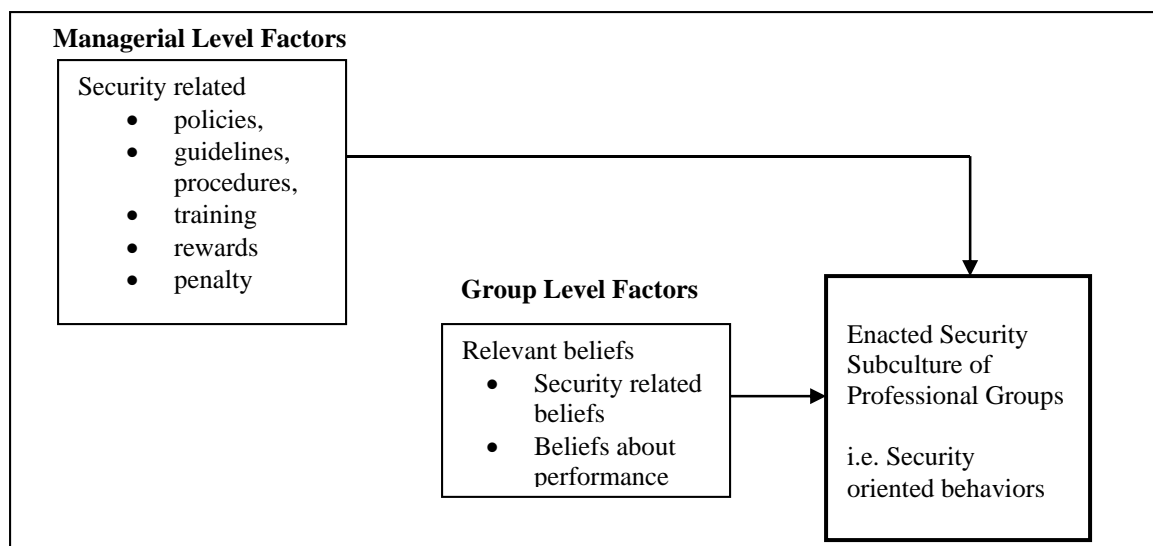 Managerial Level Factors
Security related
• policies,
• guidelines,
procedures,
• training
• rewards
• penalty
Group Level Factors
Relevant beliefs
• Security related
beliefs
• Beliefs about
performance
Enacted Security
Subculture of
Professional Groups
i.e. Security
oriented behaviors